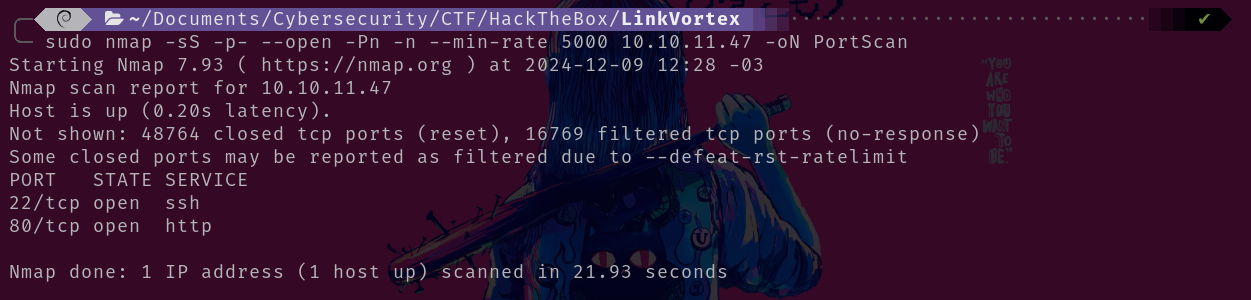 ~/Documents/Cybersecurity/CTF/HackTheBox/LinkVortex ✔
sudo nmap -sS -p- --open -Pn -n --min-rate 5000 10.10.11.47 -oN PortScan
Starting Nmap 7.93 ( https://nmap.org ) at 2024-12-09 12:28 -03
Nmap scan report for 10.10.11.47
Host is up (0.20s latency).
Not shown: 48764 closed tcp ports (reset), 16769 filtered tcp ports (no-response)
Some closed ports may be reported as filtered due to --defeat-rst-ratelimit
PORT   STATE SERVICE
22/tcp open  ssh
80/tcp open  http
Nmap done: 1 IP address (1 host up) scanned in 21.93 seconds
"YOU
ARE
WHO
YOU
WANT
TO
BE."